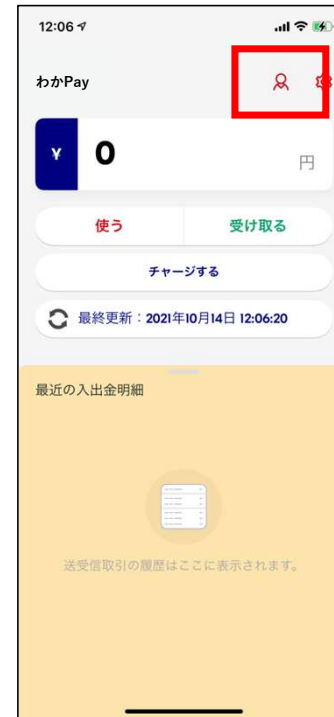 12:06
わかPay
¥ 0 円
使う 受け取る
チャージする
最終更新：2021年10月14日 12:06:20
最近の入出金明細
送受信取引の履歴はここに表示されます。